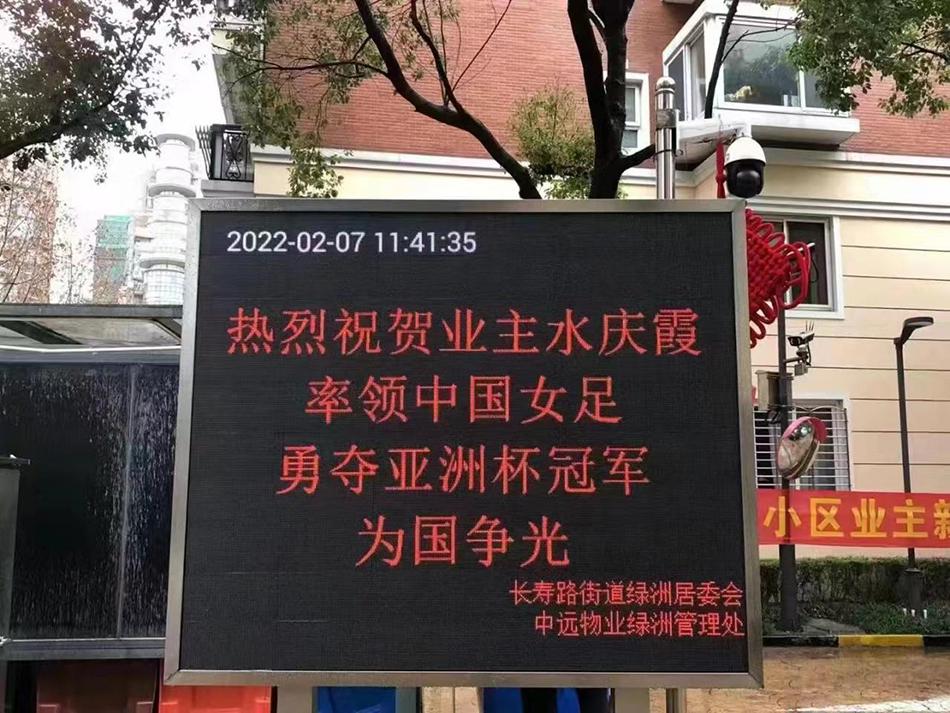 2022-02-07 11:41:35
热烈祝贺业主水庆霞
率领中国女足
勇夺亚洲杯冠军
为国争光
长寿路街道绿洲居委会
中远物业绿洲管理处
小区业主新